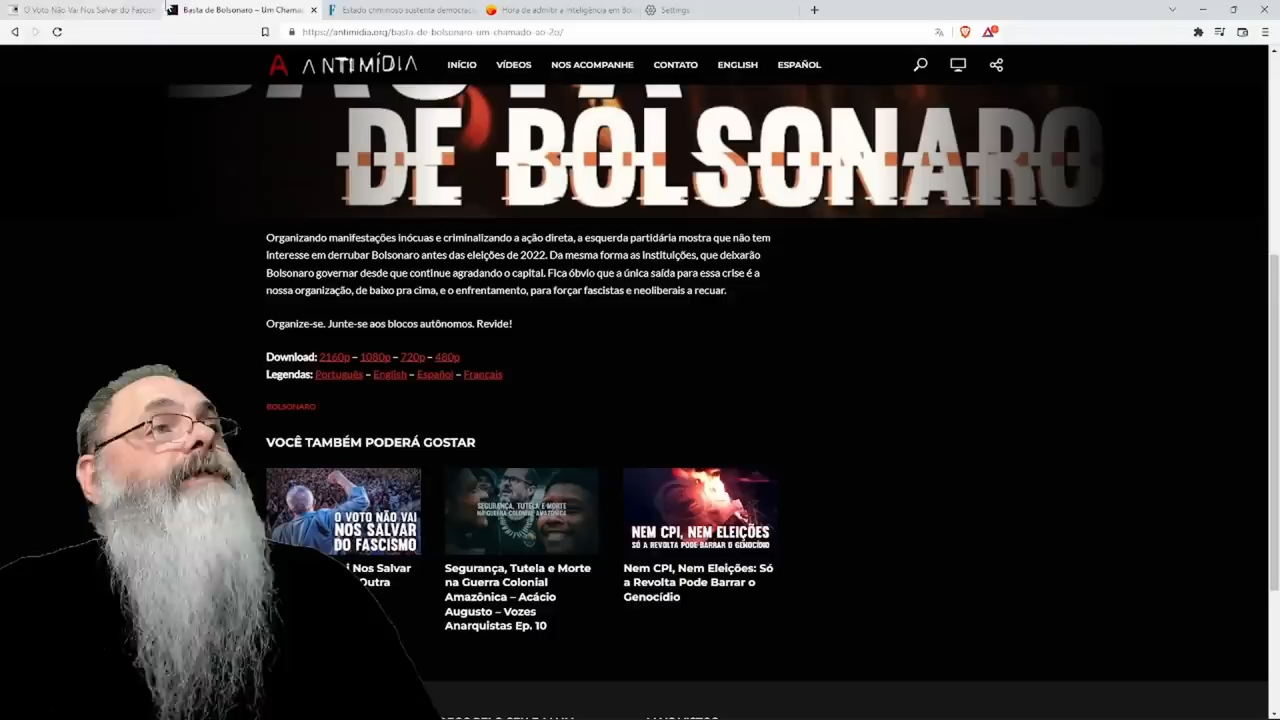 O Voto Não Vai Nos Salvar do Fascism
Basta de Bolsonaro – Um Chama
Estado criminoso sustenta democraci
Hora de admitir a inteligência em Bo
Settings
https://antimidia.org/basta-de-bolsonaro-um-chamado-ao-2o/
A ANTIMÍDIA
INÍCIO
VÍDEOS
NOS ACOMPANHE
CONTATO
ENGLISH
ESPAÑOL
DE BOLSONARO
Organizando manifestações inócuas e criminalizando a ação direta, a esquerda partidária mostra que não tem
interesse em derrubar Bolsonaro antes das eleições de 2022. Da mesma forma as instituições, que deixarão
Bolsonaro governar desde que continue agradando o capital. Fica óbvio que a única saída para essa crise é a
nossa organização, de baixo pra cima, e o enfrentamento, para forçar fascistas e neoliberais a recuar.
Organize-se. Junte-se aos blocos autônomos. Revide!
Download: 2160p – 1080p – 720p – 480p
Legendas: Português – English – Español – Français
BOLSONARO
VOCÊ TAMBÉM PODERÁ GOSTAR
O VOTO NÃO VAI
NOS SALVAR
DO FASCISMO
SEGURANÇA, TUTELA E MORTE
NA GUERRA COLONIAL AMAZÔNICA
NEM CPI, NEM ELEIÇÕES
SÓ A REVOLTA PODE BARRAR O GENOCÍDIO
i Nos Salvar
Outra
Segurança, Tutela e Morte
na Guerra Colonial
Amazônica – Acácio
Augusto – Vozes
Anarquistas Ep. 10
Nem CPI, Nem Eleições: Só
a Revolta Pode Barrar o
Genocídio